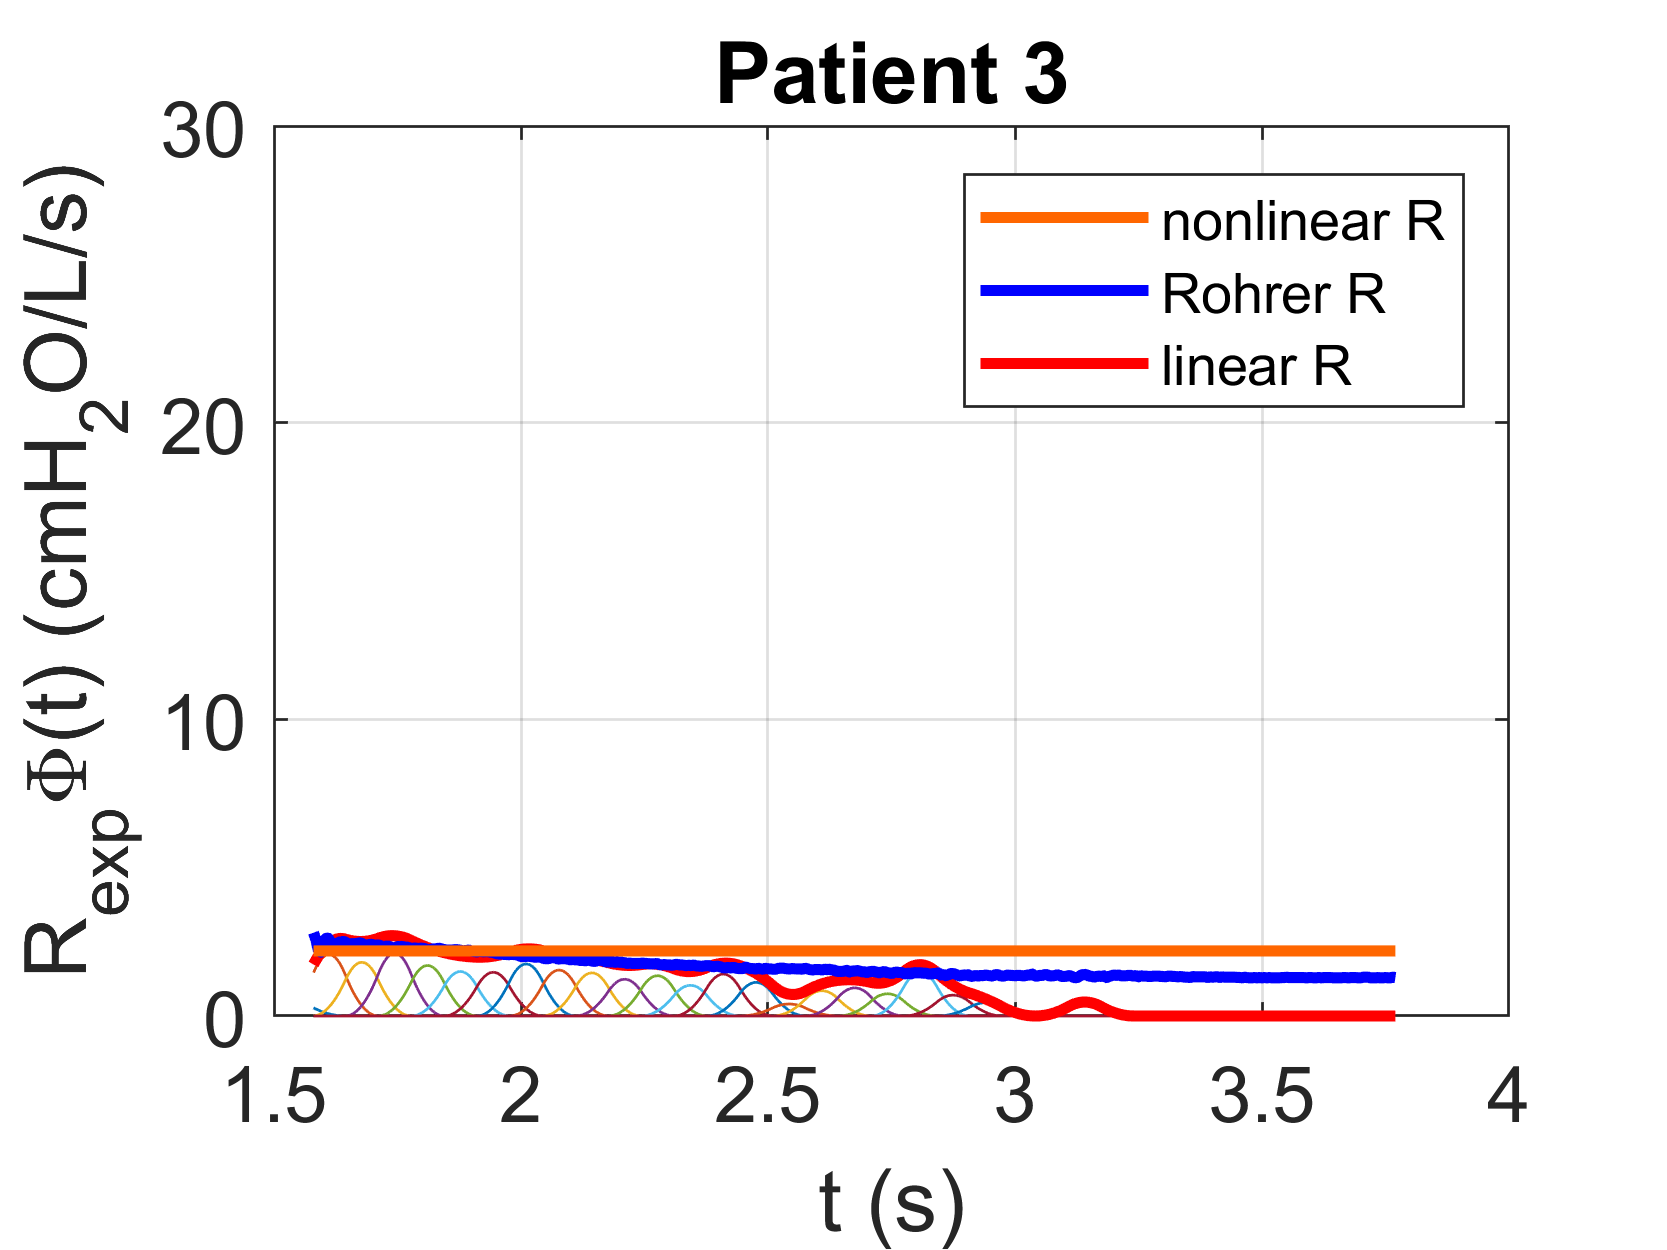 Patient 3
R_expΦ(t) (cmH_2O/L/s)
30
20
10
0
nonlinear R
Rohrer R
linear R
1.5 2 2.5 3 3.5 4
t (s)